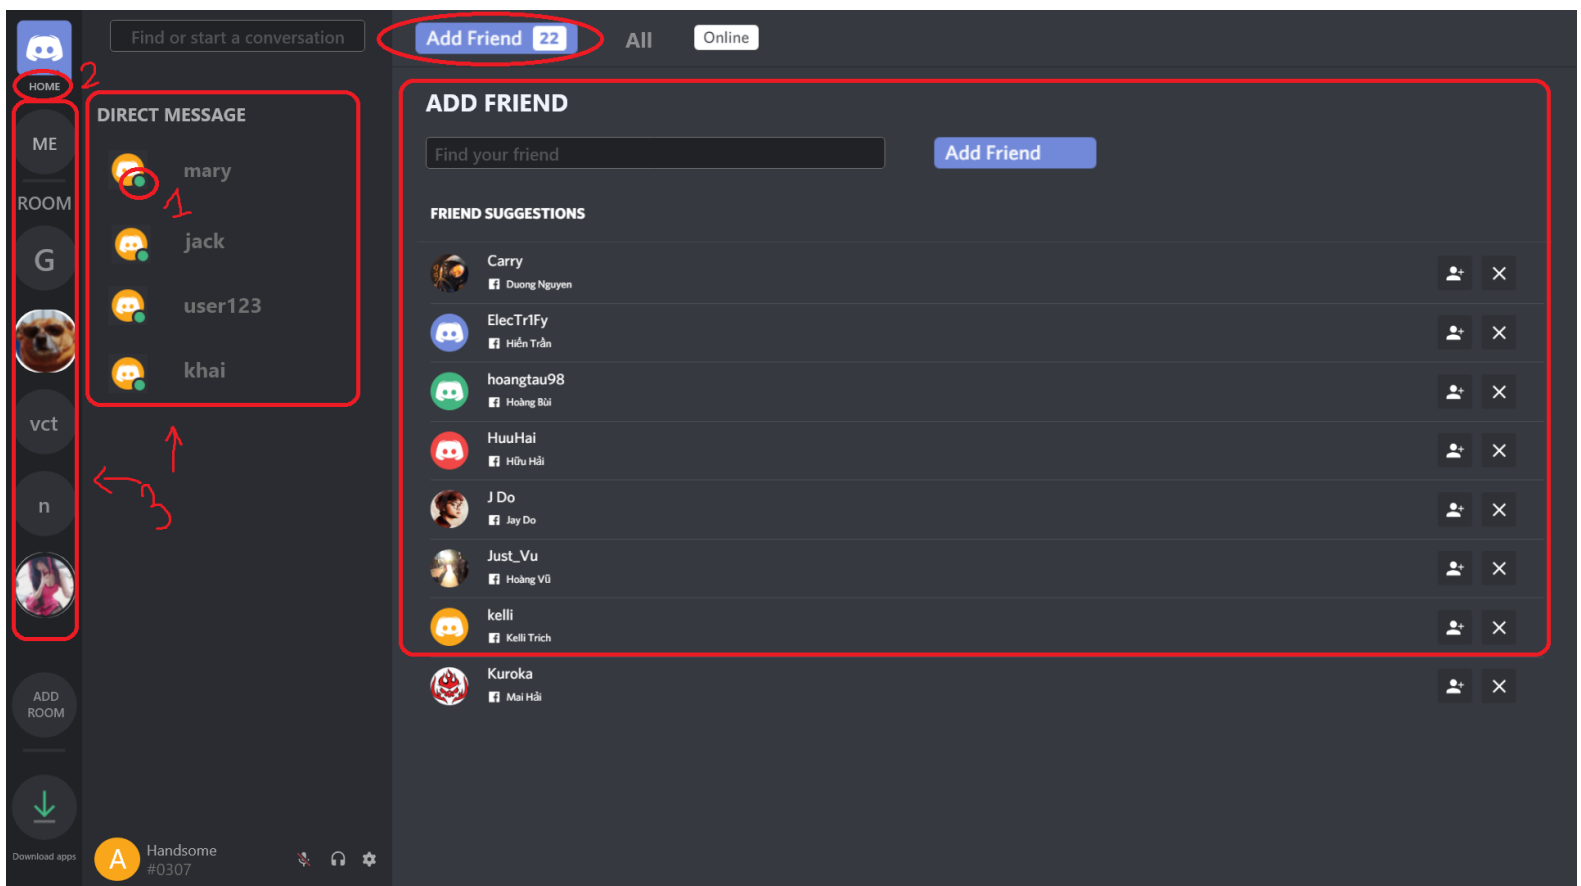 HOME
2
ME
ROOM
G
vct
n
ADD
ROOM
Download apps
Find or start a conversation
DIRECT MESSAGE
mary
1
jack
user123
khai
3
A
Handsome
#0307
Add Friend 22
All
Online
ADD FRIEND
Find your friend
Add Friend
FRIEND SUGGESTIONS
Carry
Duong Nguyen
ElecTr1Fy
Hiển Trần
hoangtau98
Hoàng Bùi
HuuHai
Hữu Hải
J Do
Jay Do
Just_Vu
Hoàng Vũ
kelli
Kelli Trich
Kuroka
Mai Hải